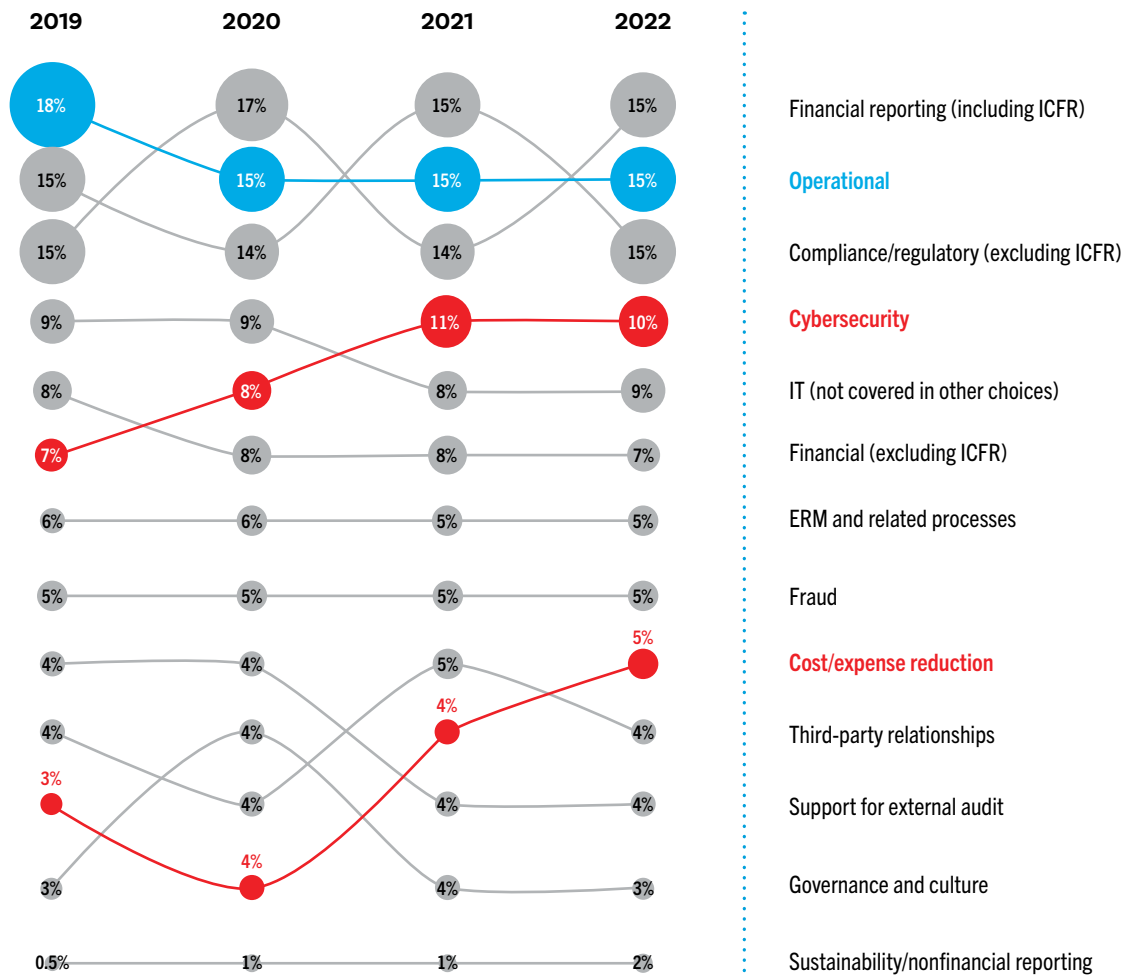 2019 2020 2021 2022
18% 17% 15% 15% Financial reporting (including ICFR)
15% 15% 15% 15% Operational
15% 14% 14% 15% Compliance/regulatory (excluding ICFR)
9% 9% 11% 10% Cybersecurity
8% 8% 8% 9% IT (not covered in other choices)
7% 8% 8% 7% Financial (excluding ICFR)
6% 6% 5% 5% ERM and related processes
5% 5% 5% 5% Fraud
4% 4% 5% 5% Cost/expense reduction
4% 4% 4% 4% Third-party relationships
3% 4% 4% 4% Support for external audit
3% 4% 4% 3% Governance and culture
0.5% 1% 1% 2% Sustainability/nonfinancial reporting